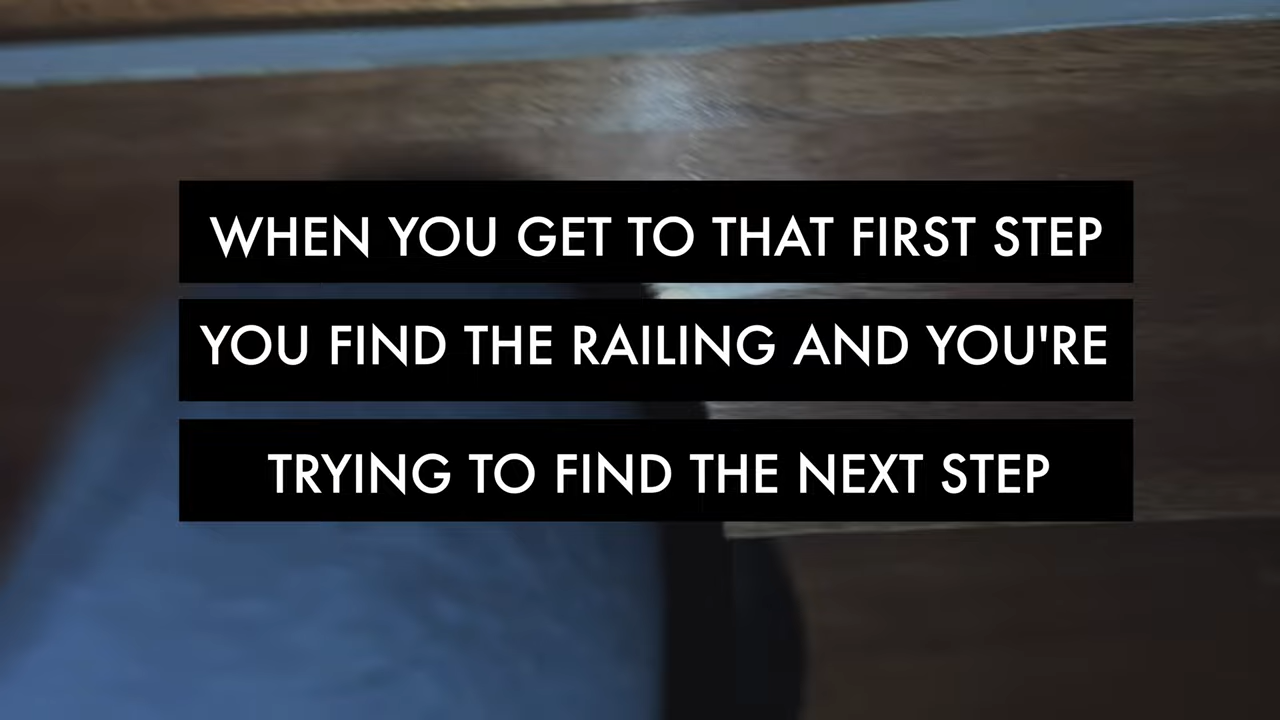 WHEN YOU GET TO THAT FIRST STEP
YOU FIND THE RAILING AND YOU'RE
TRYING TO FIND THE NEXT STEP